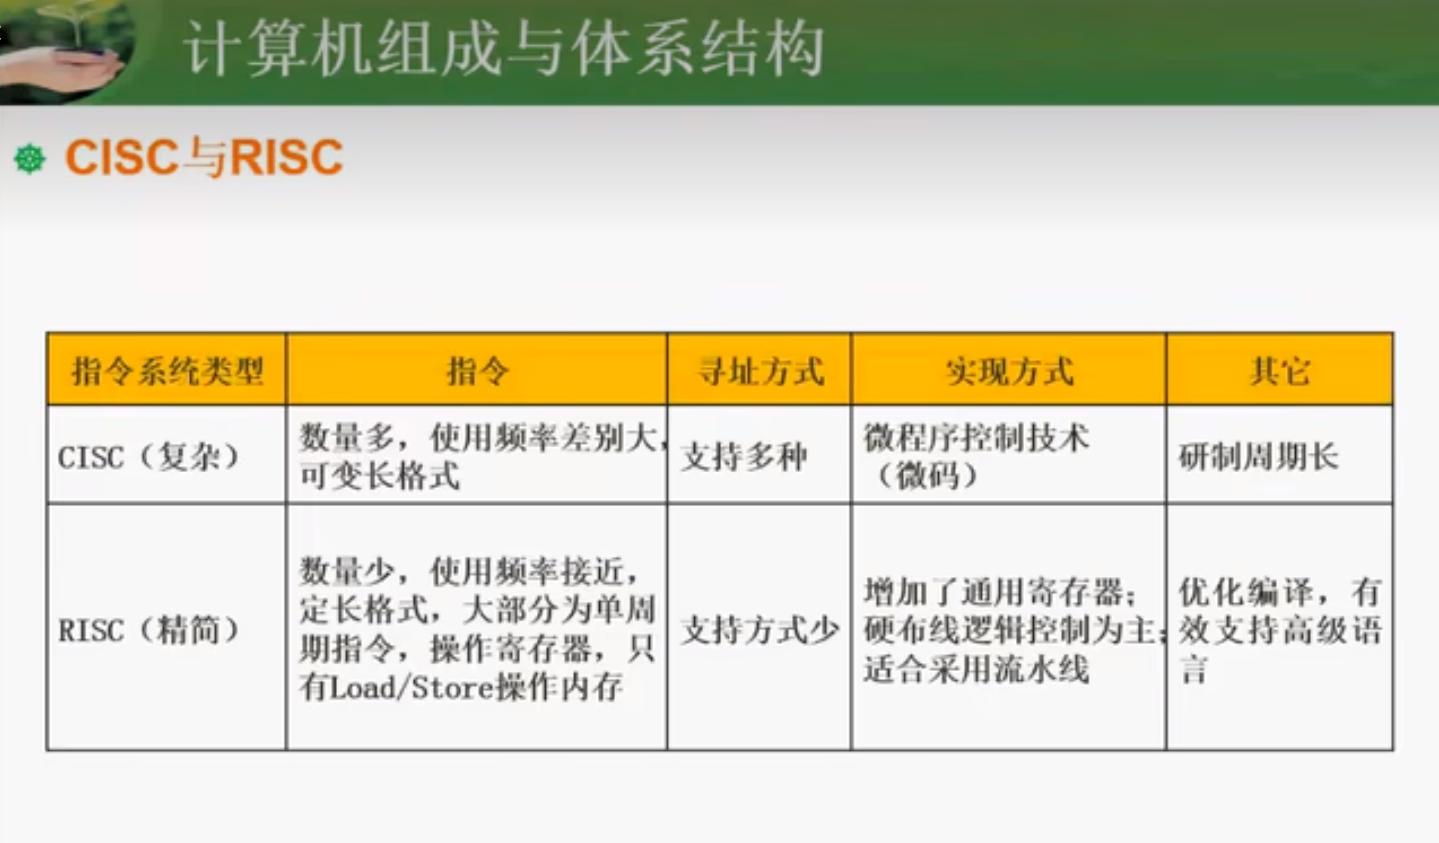 计算机组成与体系结构
CISC与RISC
指令系统类型
指令
寻址方式
实现方式
其它
CISC（复杂）
数量多，使用频率差别大，
可变长格式
支持多种
微程序控制技术
（微码）
研制周期长
RISC（精简）
数量少，使用频率接近，
定长格式，大部分为单周
期指令，操作寄存器，只
有Load/Store操作内存
支持方式少
增加了通用寄存器；
硬布线逻辑控制为主；
适合采用流水线
优化编译，有
效支持高级语
言